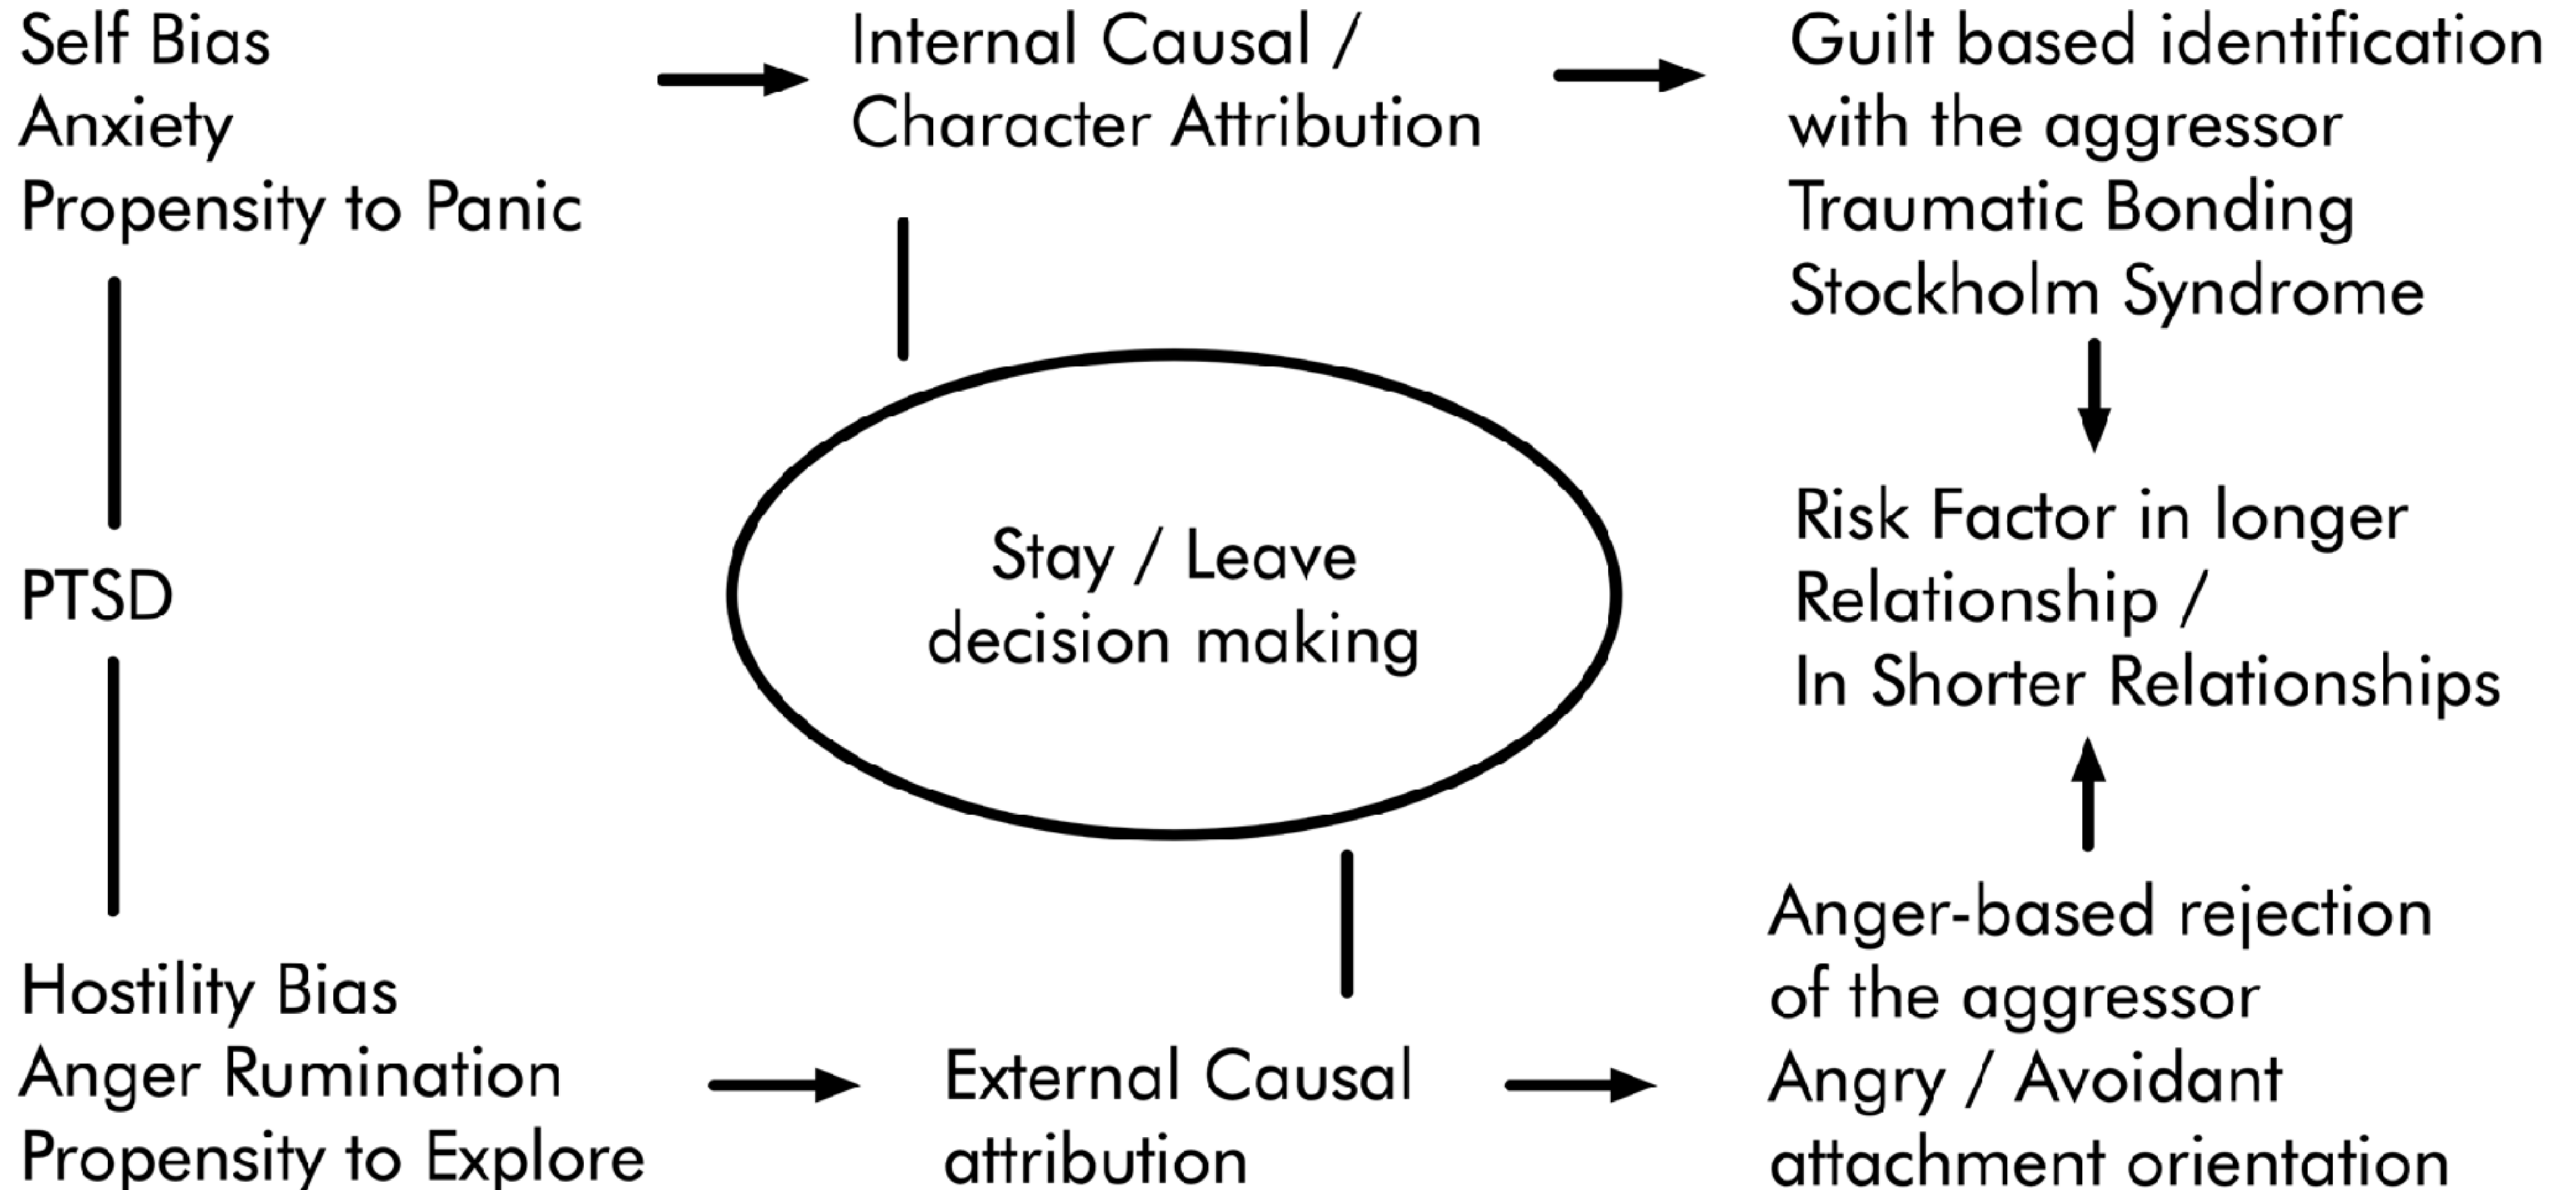 Self Bias
Anxiety
Propensity to Panic
Internal Causal /
Character Attribution
Guilt based identification
with the aggressor
Traumatic Bonding
Stockholm Syndrome
PTSD
Stay / Leave
decision making
Risk Factor in longer
Relationship /
In Shorter Relationships
Hostility Bias
Anger Rumination
Propensity to Explore
External Causal
attribution
Anger-based rejection
of the aggressor
Angry / Avoidant
attachment orientation